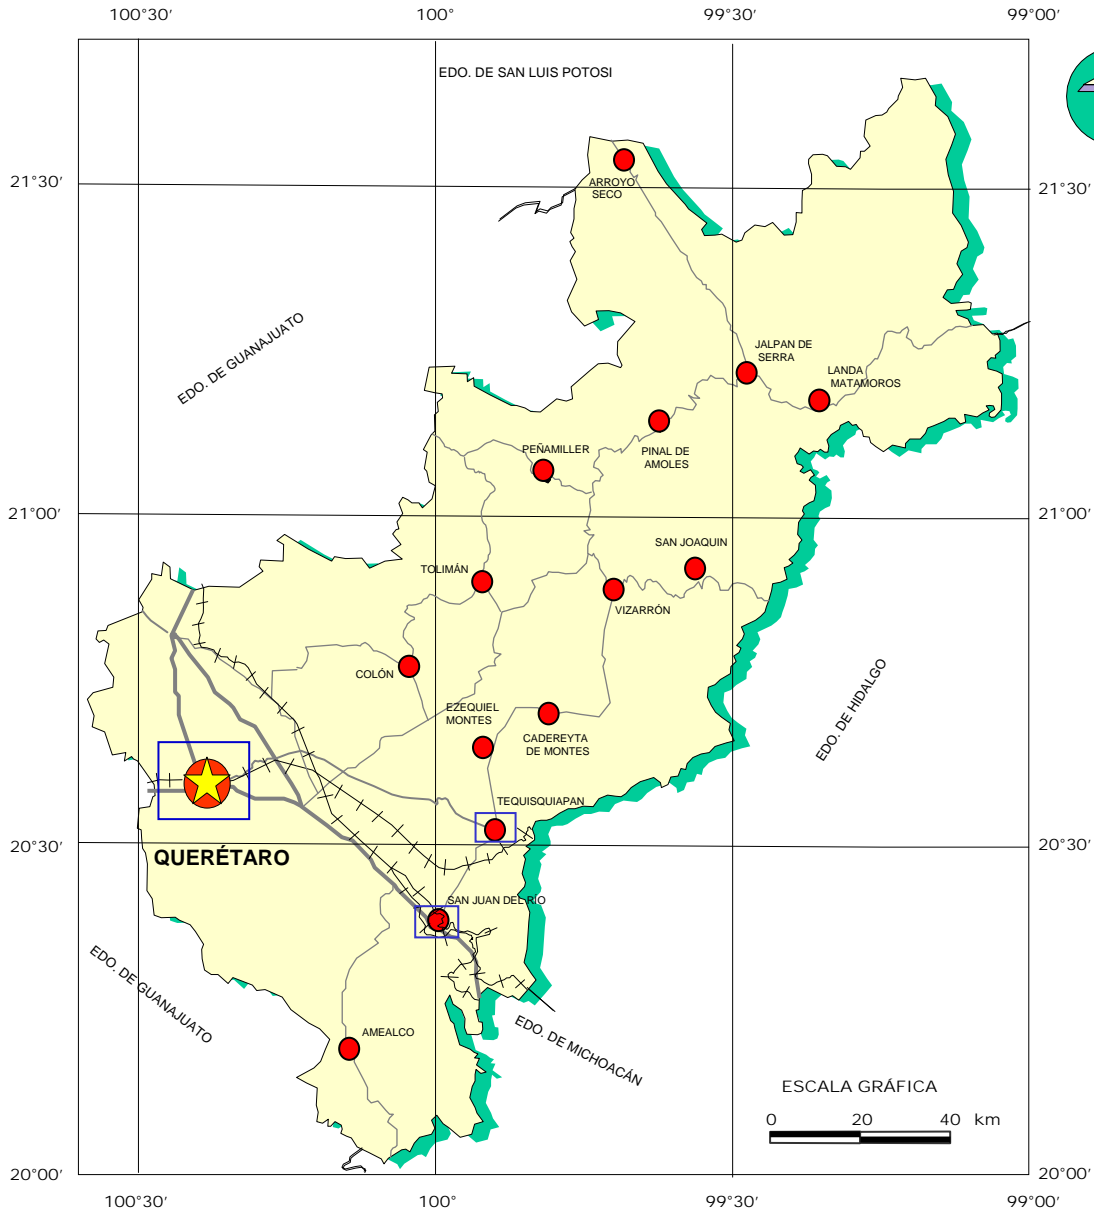 100°30'
100°
99°30'
99°00'
EDO. DE SAN LUIS POTOSI
21°30'
ARROYO
SECO
21°30'
EDO. DE GUANAJUATO
JALPAN DE
SERRA
LANDA
MATAMOROS
PEÑAMILLER
PINAL DE
AMOLES
21°00'
21°00'
SAN JOAQUIN
TOLIMÁN
VIZARRÓN
COLÓN
EZEQUIEL
MONTES
CADEREYTA
DE MONTES
EDO. DE HIDALGO
TEQUISQUIAPAN
20°30'
QUERÉTARO
20°30'
SAN JUAN DEL RÍO
EDO. DE GUANAJUATO
AMEALCO
EDO. DE MICHOACÁN
ESCALA GRÁFICA
0 20 40 km
20°00'
20°00'
100°30'
100°
99°30'
99°00'